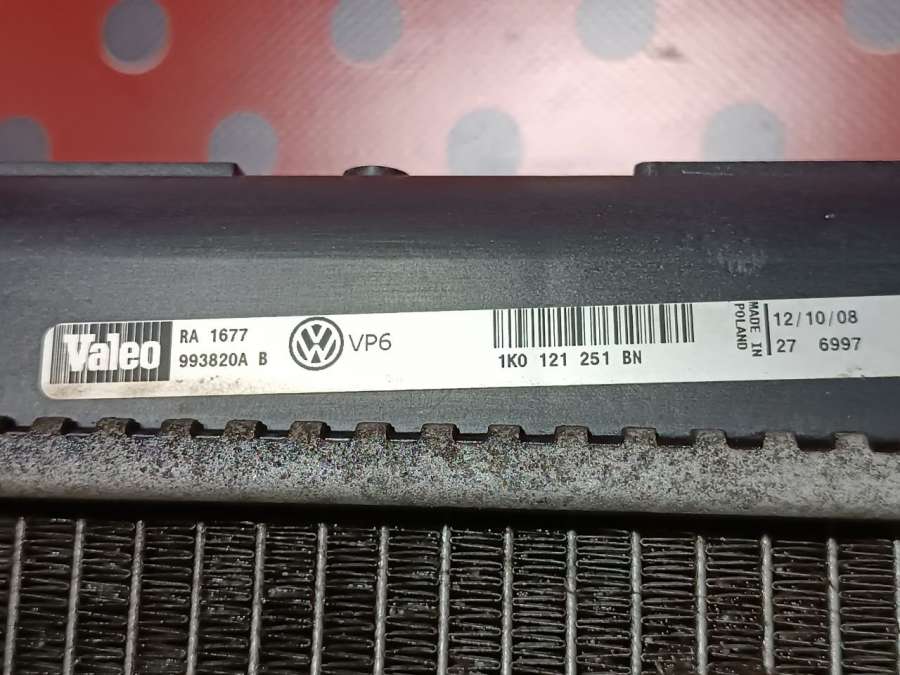 Valeo
RA 1677
993820A B
VP6
1K0 121 251 BN
MADE IN
POLAND
12/10/08
27 6997